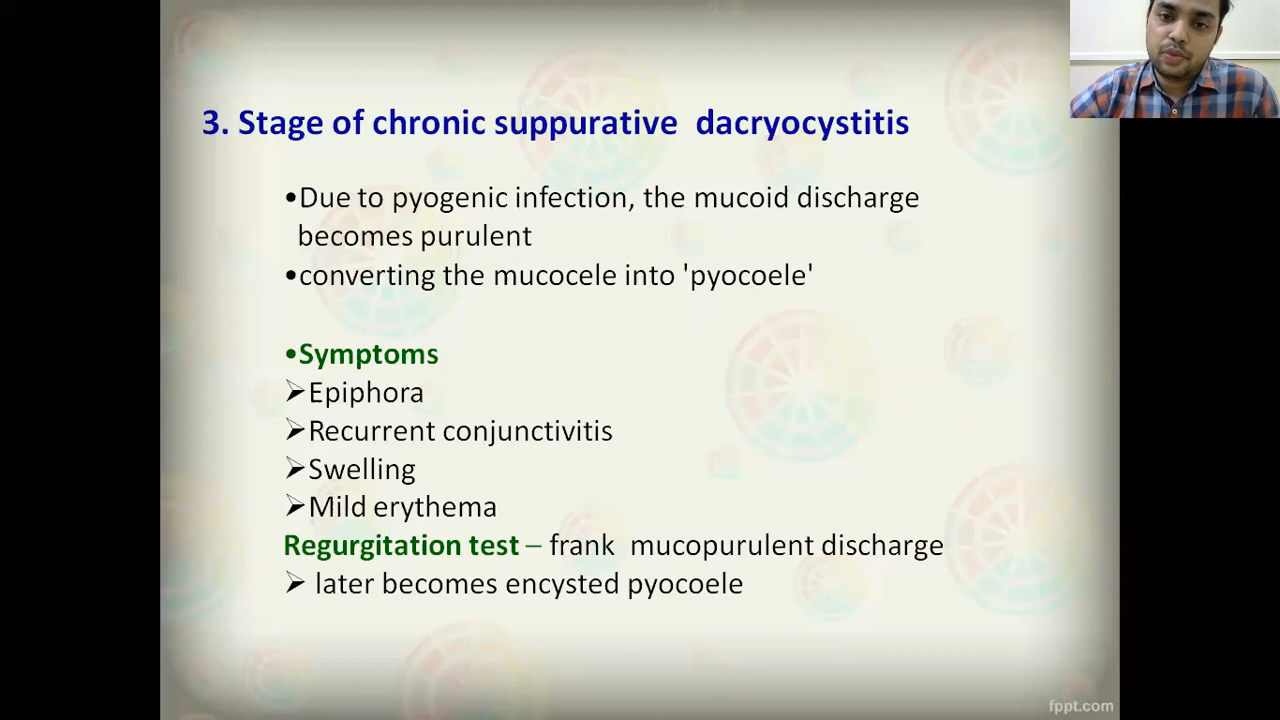 3. Stage of chronic suppurative dacryocystitis
•Due to pyogenic infection, the mucoid discharge
becomes purulent
•converting the mucocele into 'pyocoele'
•Symptoms
➢Epiphora
➢Recurrent conjunctivitis
➢Swelling
➢Mild erythema
Regurgitation test – frank mucopurulent discharge
➢ later becomes encysted pyocoele
fppt.com